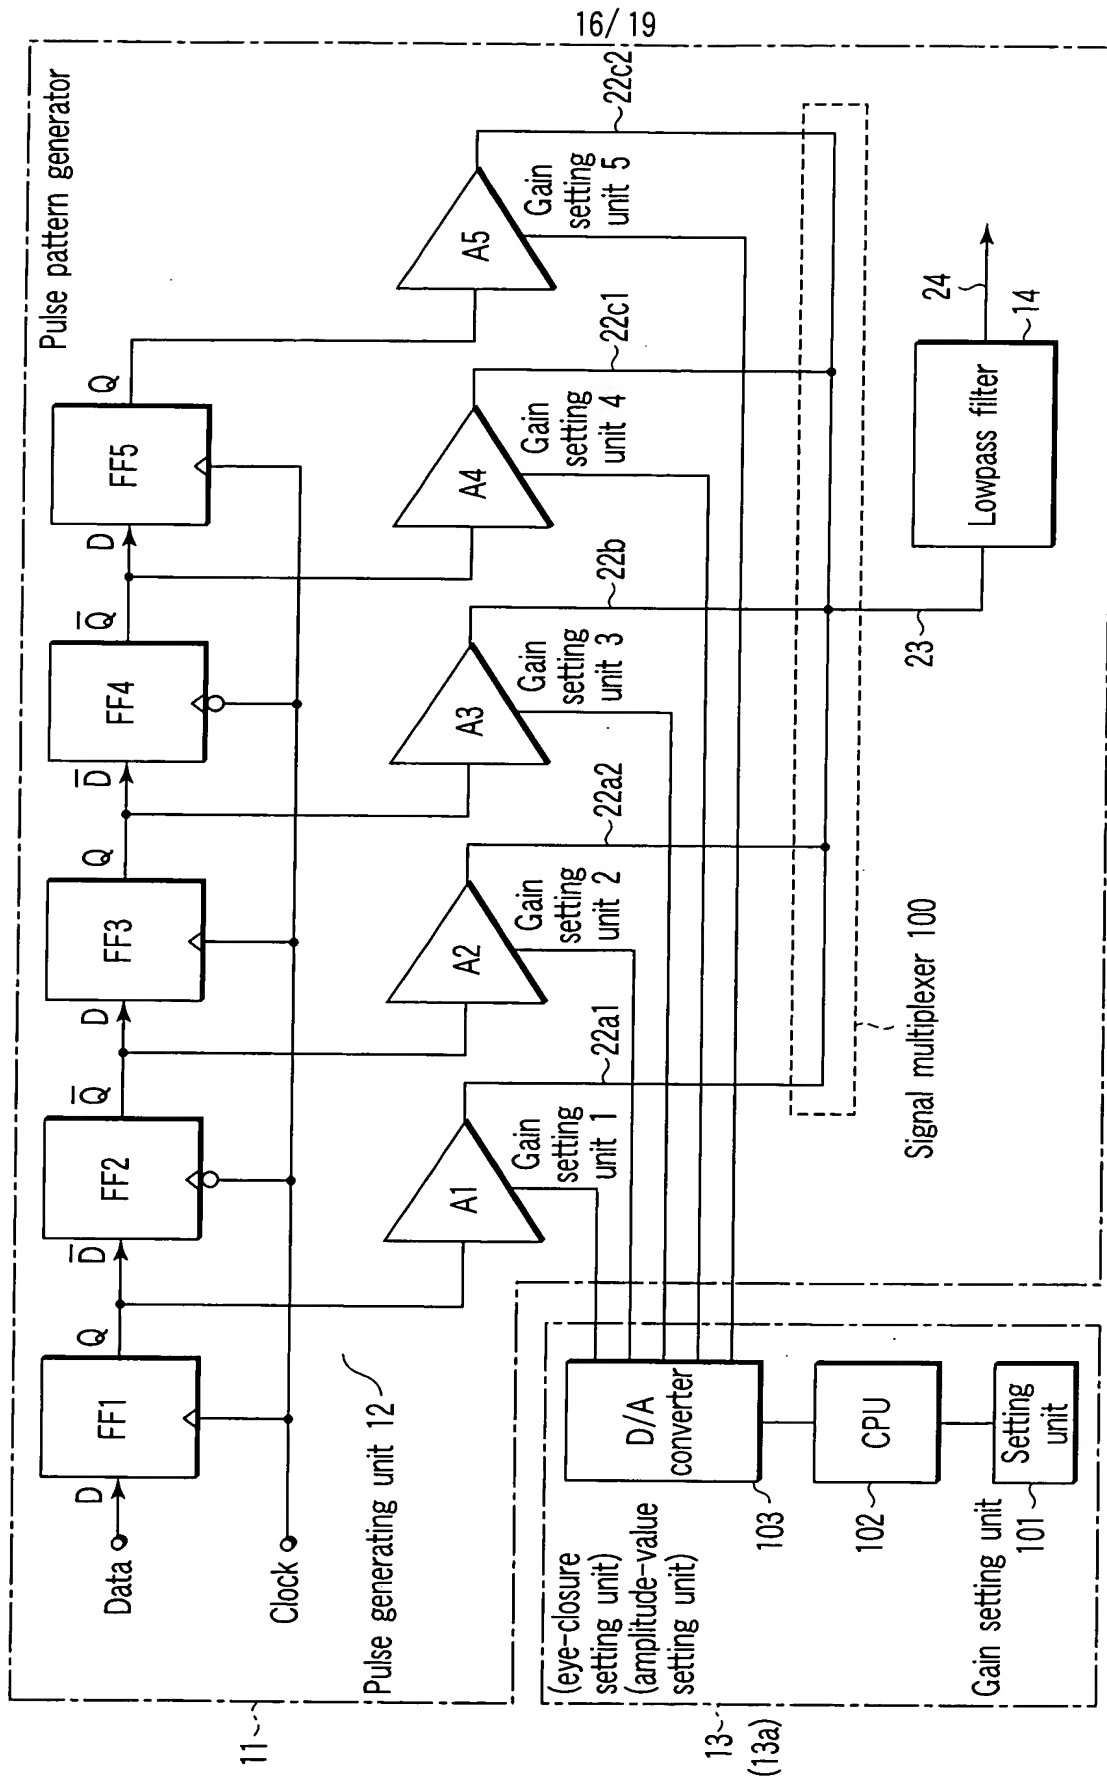 16/19
Pulse pattern generator
Data
D
FF1
Q
D̅
FF2
Q̅
D
FF3
Q
D̅
FF4
Q̅
D
FF5
Q
Clock
Pulse generating unit 12
A1
Gain
setting
unit 1
22a1
A2
Gain
setting
unit 2
22a2
A3
Gain
setting
unit 3
22b
A4
Gain
setting
unit 4
22c1
A5
Gain
setting
unit 5
22c2
11
Signal multiplexer 100
23
Lowpass filter
14
24
(eye-closure
setting unit)
(amplitude-value
setting unit)
D/A
converter
103
CPU
102
Setting
unit
101
Gain setting unit
13
(13a)